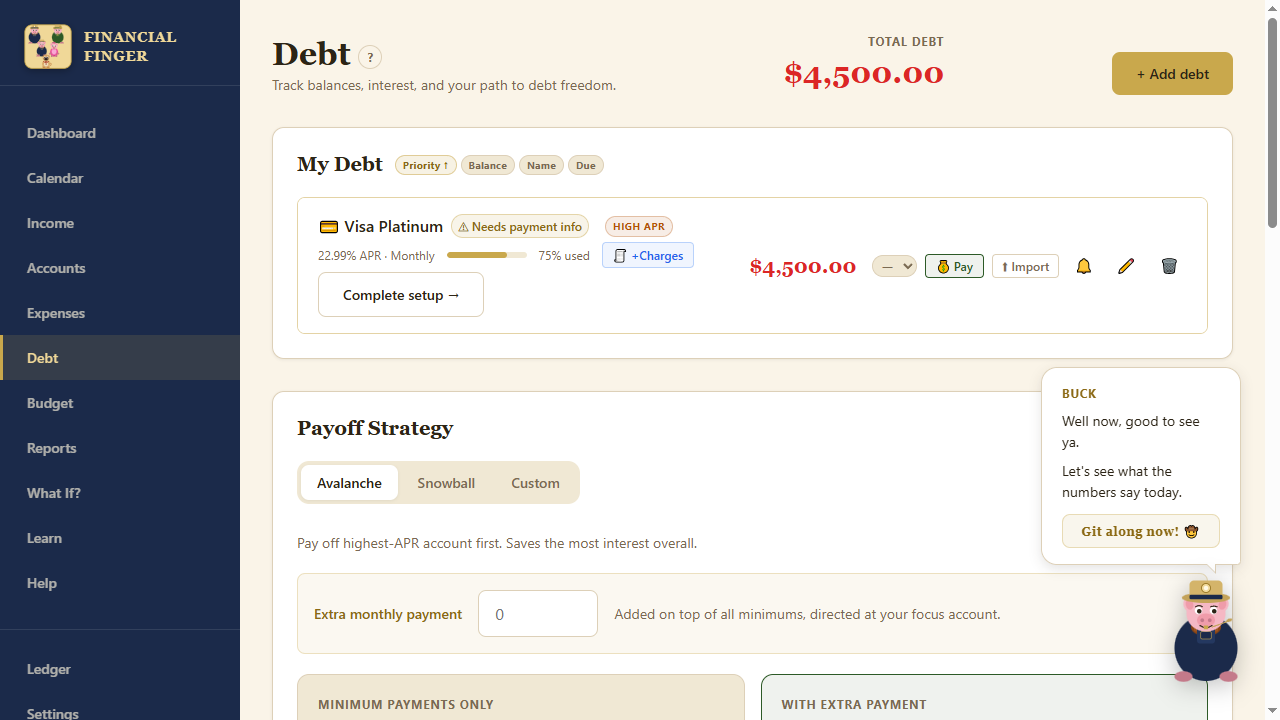 FINANCIAL
FINGER
Dashboard
Calendar
Income
Accounts
Expenses
Debt
Budget
Reports
What If?
Learn
Help
Ledger
Settings
Debt ?
Track balances, interest, and your path to debt freedom.
TOTAL DEBT
$4,500.00
+ Add debt
My Debt Priority ↑ Balance Name Due
💳 Visa Platinum ⚠ Needs payment info HIGH APR
22.99% APR · Monthly 75% used 🧾 +Charges
Complete setup →
$4,500.00 — 💰 Pay ⬆ Import 🔔 ✏️ 🗑️
Payoff Strategy
Avalanche Snowball Custom
Pay off highest-APR account first. Saves the most interest overall.
Extra monthly payment 0 Added on top of all minimums, directed at your focus account.
MINIMUM PAYMENTS ONLY
WITH EXTRA PAYMENT
BUCK
Well now, good to see
ya.
Let's see what the
numbers say today.
Git along now! 🤠